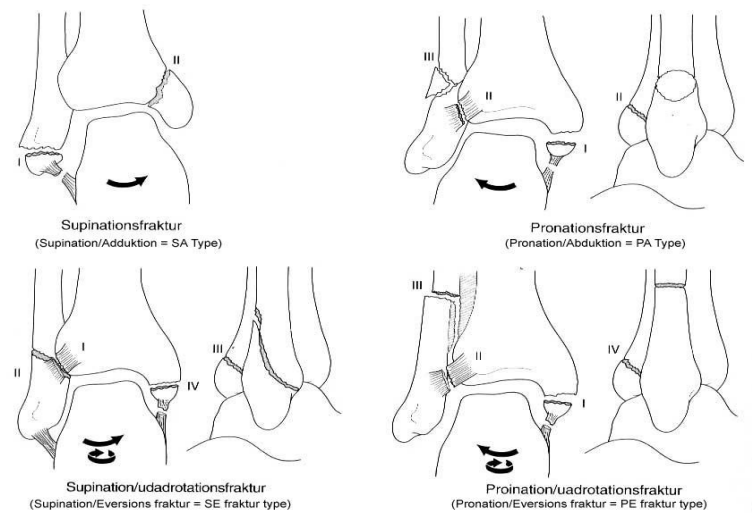 II
I
Supinationsfraktur
(Supination/Adduktion = SA Type)
III
II
I
II
Pronationsfraktur
(Pronation/Abduktion = PA Type)
I
II
IV
III
Supination/udadrotationsfraktur
(Supination/Eversions fraktur = SE fraktur type)
III
II
I
IV
Proination/uadrotationsfraktur
(Pronation/Eversions fraktur = PE fraktur type)